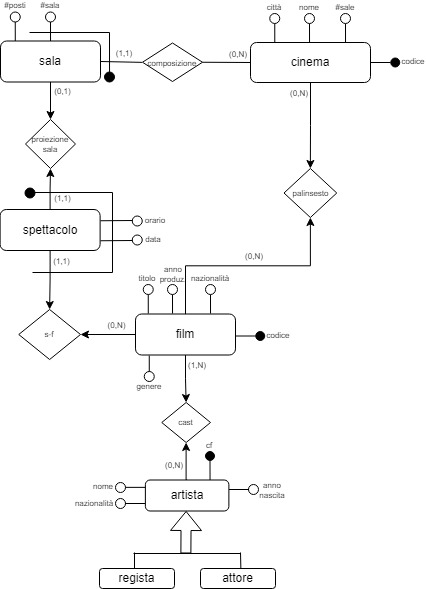 #posti
#sala
città
nome
#sale
sala
(1,1)
composizione
(0,N)
cinema
codice
(0,1)
(0,N)
proiezione
sala
palinsesto
(1,1)
spettacolo
orario
data
(1,1)
(0,N)
titolo
anno
produz.
nazionalità
s-f
(0,N)
film
codice
(1,N)
genere
cast
cf
(0,N)
nome
nazionalità
artista
anno
nascita
regista
attore